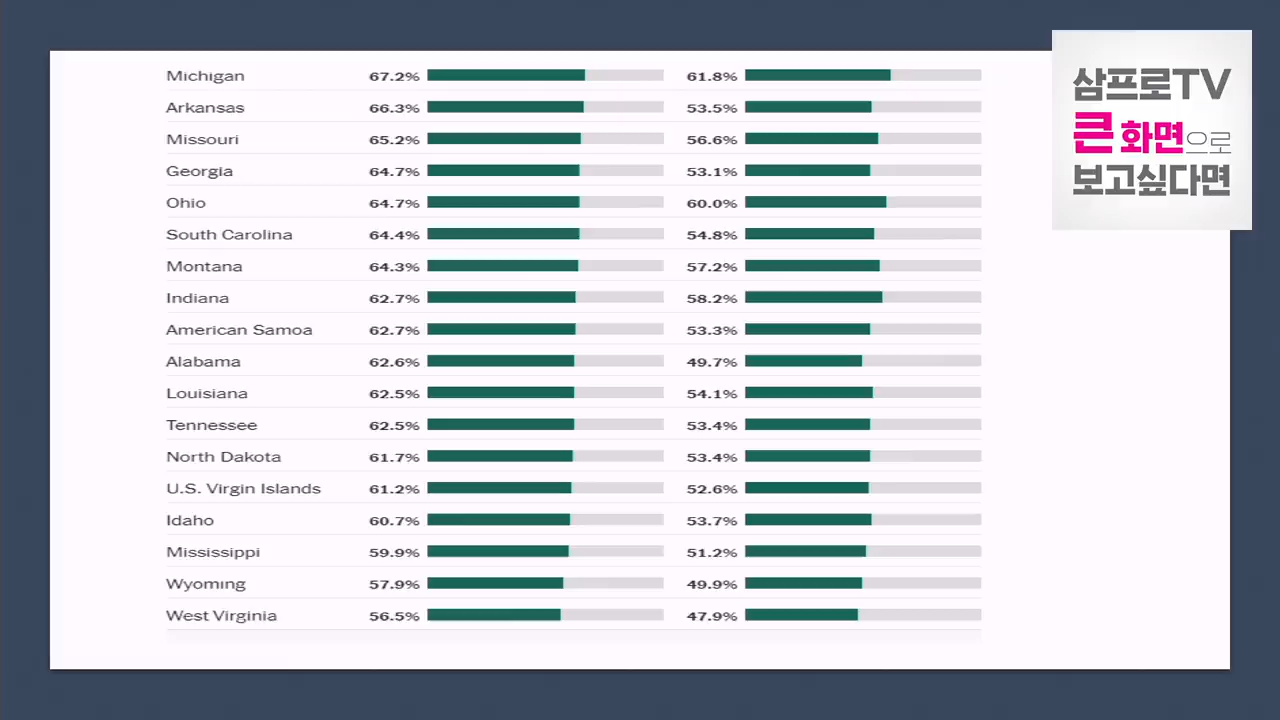 Michigan 67.2% 61.8%
Arkansas 66.3% 53.5%
Missouri 65.2% 56.6%
Georgia 64.7% 53.1%
Ohio 64.7% 60.0%
South Carolina 64.4% 54.8%
Montana 64.3% 57.2%
Indiana 62.7% 58.2%
American Samoa 62.7% 53.3%
Alabama 62.6% 49.7%
Louisiana 62.5% 54.1%
Tennessee 62.5% 53.4%
North Dakota 61.7% 53.4%
U.S. Virgin Islands 61.2% 52.6%
Idaho 60.7% 53.7%
Mississippi 59.9% 51.2%
Wyoming 57.9% 49.9%
West Virginia 56.5% 47.9%
삼프로TV
큰 화면으로
보고싶다면